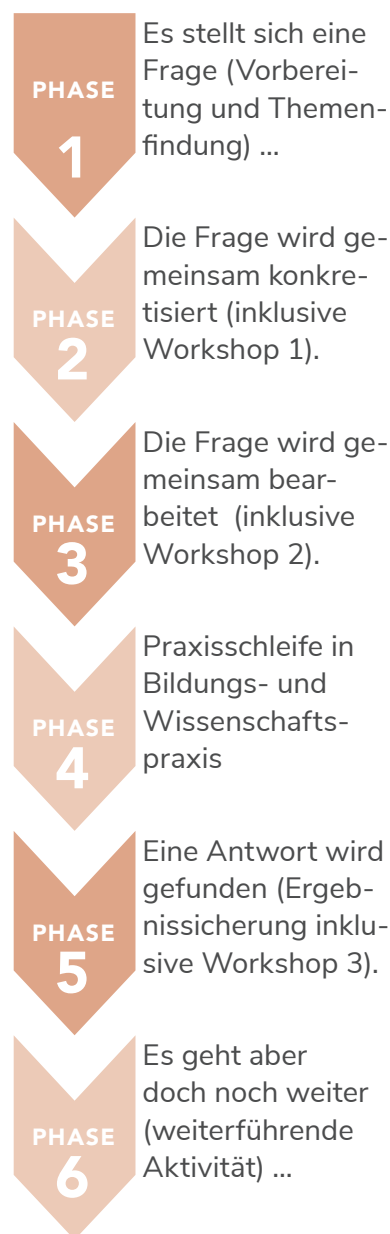 PHASE
1
Es stellt sich eine
Frage (Vorberei-
tung und Themen-
findung) ...
PHASE
2
Die Frage wird ge-
meinsam konkre-
tisiert (inklusive
Workshop 1).
PHASE
3
Die Frage wird ge-
meinsam bear-
beitet  (inklusive
Workshop 2).
PHASE
4
Praxisschleife in
Bildungs- und
Wissenschafts-
praxis
PHASE
5
Eine Antwort wird
gefunden (Ergeb-
nissicherung inklu-
sive Workshop 3).
PHASE
6
Es geht aber
doch noch weiter
(weiterführende
Aktivität) ...